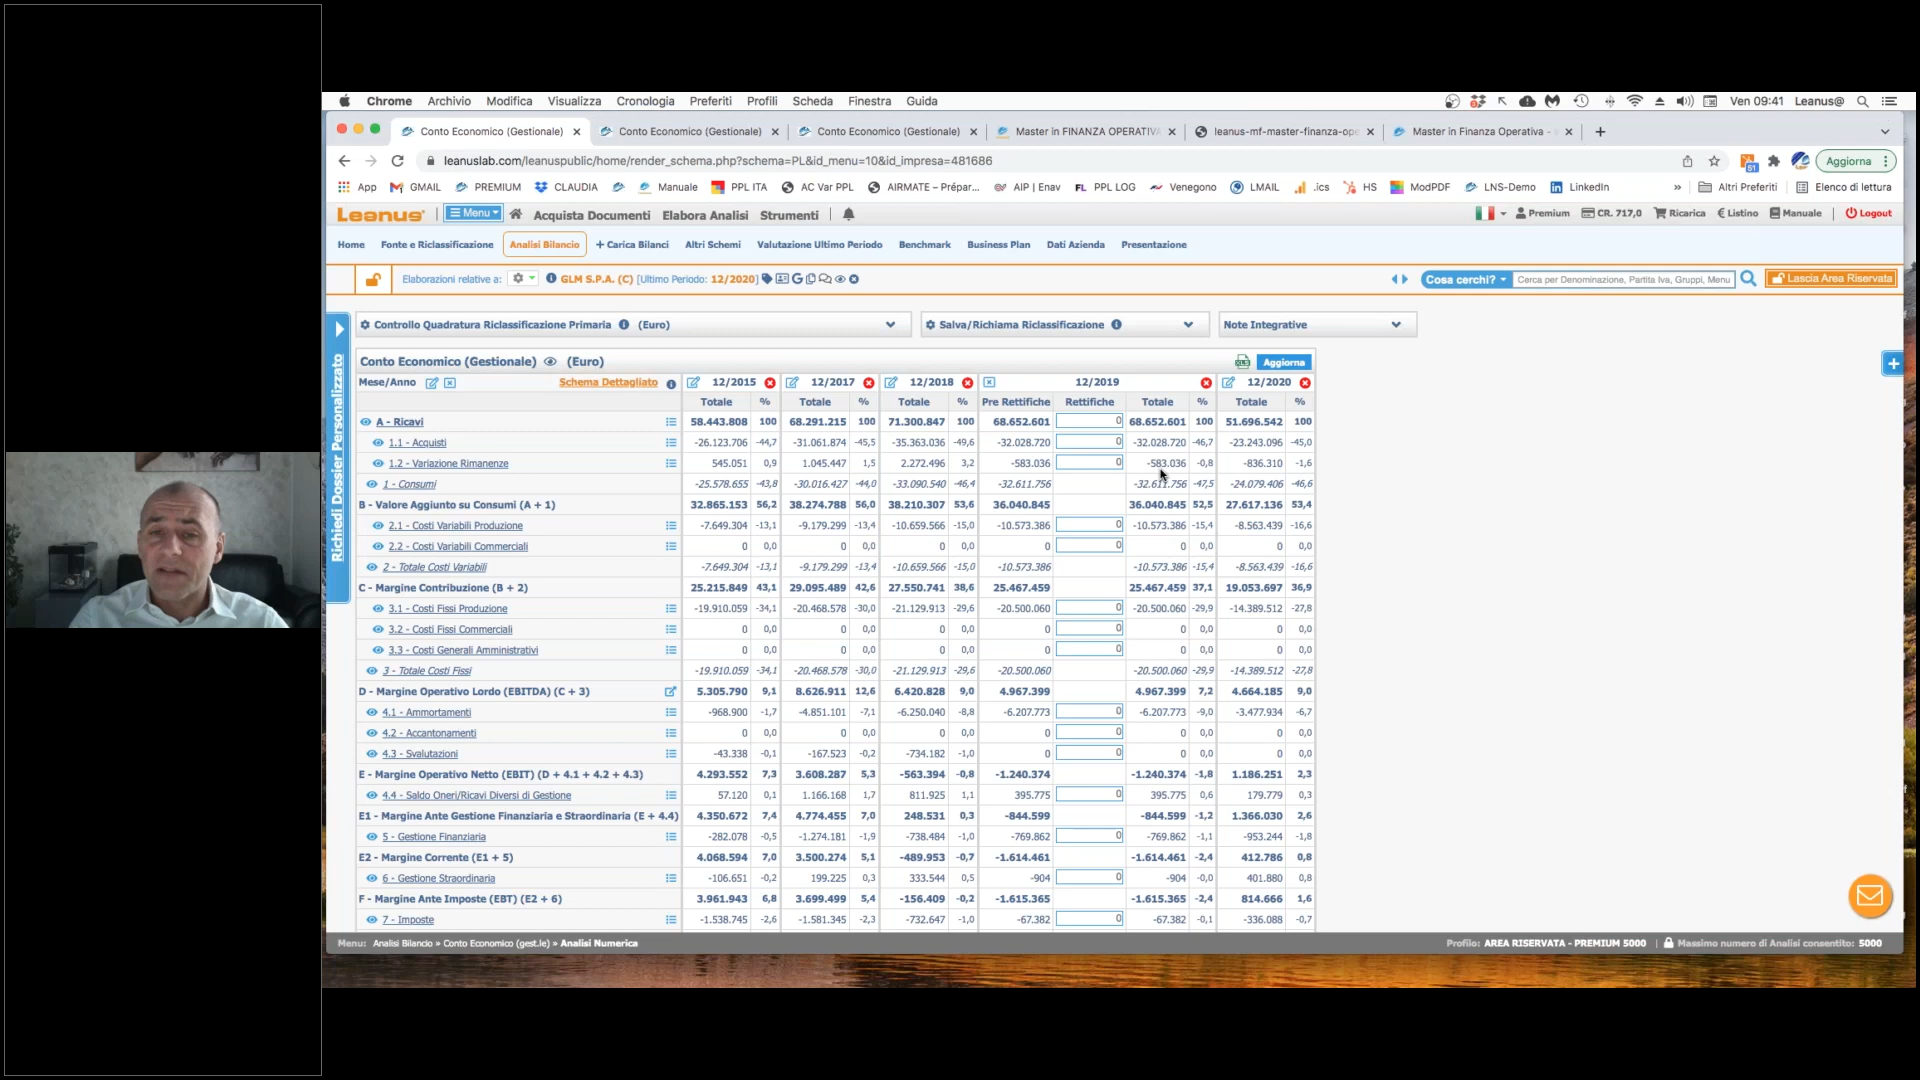 Chrome Archivio Modifica Visualizza Cronologia Preferiti Profili Scheda Finestra Guida Ven 09:41 Leanus@
Conto Economico (Gestionale) Conto Economico (Gestionale) Conto Economico (Gestionale) Master in FINANZA OPERATIVA leanus-mf-master-finanza-ope Master in Finanza Operativa -
leanuslab.com/leanuspublic/home/render_schema.php?schema=PL&id_menu=10&id_impresa=481686 Aggiorna
App GMAIL PREMIUM CLAUDIA Manuale PPL ITA AC Var PPL AIRMATE – Prépar... AIP | Enav FL PPL LOG Venegono LMAIL .ics HS ModPDF LNS-Demo LinkedIn » Altri Preferiti Elenco di lettura
Leanus Menu Acquista Documenti Elabora Analisi Strumenti Premium CR. 717,0 Ricarica Listino Manuale Logout
Home Fonte e Riclassificazione Analisi Bilancio + Carica Bilanci Altri Schemi Valutazione Ultimo Periodo Benchmark Business Plan Dati Azienda Presentazione
Elaborazioni relative a: GLM S.P.A. (C) [Ultimo Periodo: 12/2020] Cosa cerchi? Cerca per Denominazione, Partita Iva, Gruppi, Menu Lascia Area Riservata
Richiedi Dossier Personalizzato
Controllo Quadratura Riclassificazione Primaria (Euro) Salva/Richiama Riclassificazione Note Integrative
Conto Economico (Gestionale) (Euro) XLS Aggiorna
Mese/Anno Schema Dettagliato 12/2015 12/2017 12/2018 12/2019 12/2020
Totale % Totale % Totale % Pre Rettifiche Rettifiche Totale % Totale %
A - Ricavi 58.443.808 100 68.291.215 100 71.300.847 100 68.652.601 0 68.652.601 100 51.696.542 100
1.1 - Acquisti -26.123.706 -44,7 -31.061.874 -45,5 -35.363.036 -49,6 -32.028.720 0 -32.028.720 -46,7 -23.243.096 -45,0
1.2 - Variazione Rimanenze 545.051 0,9 1.045.447 1,5 2.272.496 3,2 -583.036 0 -583.036 -0,8 -836.310 -1,6
1 - Consumi -25.578.655 -43,8 -30.016.427 -44,0 -33.090.540 -46,4 -32.611.756 -32.611.756 -47,5 -24.079.406 -46,6
B - Valore Aggiunto su Consumi (A + 1) 32.865.153 56,2 38.274.788 56,0 38.210.307 53,6 36.040.845 36.040.845 52,5 27.617.136 53,4
2.1 - Costi Variabili Produzione -7.649.304 -13,1 -9.179.299 -13,4 -10.659.566 -15,0 -10.573.386 0 -10.573.386 -15,4 -8.563.439 -16,6
2.2 - Costi Variabili Commerciali 0 0,0 0 0,0 0 0,0 0 0 0 0,0 0 0,0
2 - Totale Costi Variabili -7.649.304 -13,1 -9.179.299 -13,4 -10.659.566 -15,0 -10.573.386 -10.573.386 -15,4 -8.563.439 -16,6
C - Margine Contribuzione (B + 2) 25.215.849 43,1 29.095.489 42,6 27.550.741 38,6 25.467.459 25.467.459 37,1 19.053.697 36,9
3.1 - Costi Fissi Produzione -19.910.059 -34,1 -20.468.578 -30,0 -21.129.913 -29,6 -20.500.060 0 -20.500.060 -29,9 -14.389.512 -27,8
3.2 - Costi Fissi Commerciali 0 0,0 0 0,0 0 0,0 0 0 0 0,0 0 0,0
3.3 - Costi Generali Amministrativi 0 0,0 0 0,0 0 0,0 0 0 0 0,0 0 0,0
3 - Totale Costi Fissi -19.910.059 -34,1 -20.468.578 -30,0 -21.129.913 -29,6 -20.500.060 -20.500.060 -29,9 -14.389.512 -27,8
D - Margine Operativo Lordo (EBITDA) (C + 3) 5.305.790 9,1 8.626.911 12,6 6.420.828 9,0 4.967.399 4.967.399 7,2 4.664.185 9,0
4.1 - Ammortamenti -968.900 -1,7 -4.851.101 -7,1 -6.250.040 -8,8 -6.207.773 0 -6.207.773 -9,0 -3.477.934 -6,7
4.2 - Accantonamenti 0 0,0 0 0,0 0 0,0 0 0 0 0,0 0 0,0
4.3 - Svalutazioni -43.338 -0,1 -167.523 -0,2 -734.182 -1,0 0 0 0 0,0 0 0,0
E - Margine Operativo Netto (EBIT) (D + 4.1 + 4.2 + 4.3) 4.293.552 7,3 3.608.287 5,3 -563.394 -0,8 -1.240.374 -1.240.374 -1,8 1.186.251 2,3
4.4 - Saldo Oneri/Ricavi Diversi di Gestione 57.120 0,1 1.166.168 1,7 811.925 1,1 395.775 0 395.775 0,6 179.779 0,3
E1 - Margine Ante Gestione Finanziaria e Straordinaria (E + 4.4) 4.350.672 7,4 4.774.455 7,0 248.531 0,3 -844.599 -844.599 -1,2 1.366.030 2,6
5 - Gestione Finanziaria -282.078 -0,5 -1.274.181 -1,9 -738.484 -1,0 -769.862 0 -769.862 -1,1 -953.244 -1,8
E2 - Margine Corrente (E1 + 5) 4.068.594 7,0 3.500.274 5,1 -489.953 -0,7 -1.614.461 -1.614.461 -2,4 412.786 0,8
6 - Gestione Straordinaria -106.651 -0,2 199.225 0,3 333.544 0,5 -904 0 -904 -0,0 401.880 0,8
F - Margine Ante Imposte (EBT) (E2 + 6) 3.961.943 6,8 3.699.499 5,4 -156.409 -0,2 -1.615.365 -1.615.365 -2,4 814.666 1,6
7 - Imposte -1.538.745 -2,6 -1.581.345 -2,3 -732.647 -1,0 -67.382 0 -67.382 -0,1 -336.088 -0,7
Menu: Analisi Bilancio » Conto Economico (gest.le) » Analisi Numerica Profilo: AREA RISERVATA - PREMIUM 5000 | Massimo numero di Analisi consentito: 5000